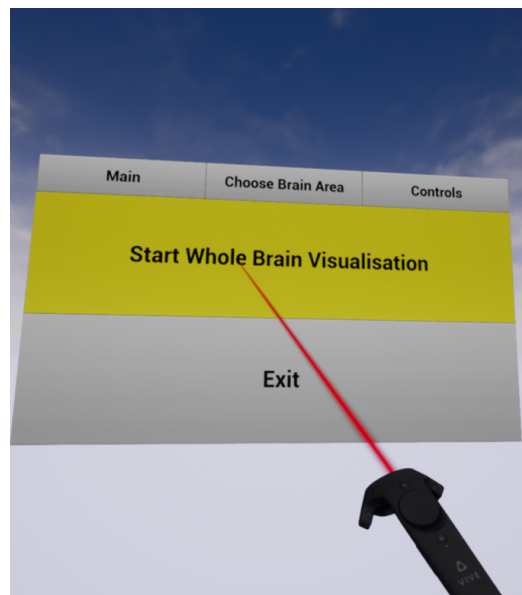 Main
Choose Brain Area
Controls
Start Whole Brain Visualisation
Exit
VIVE